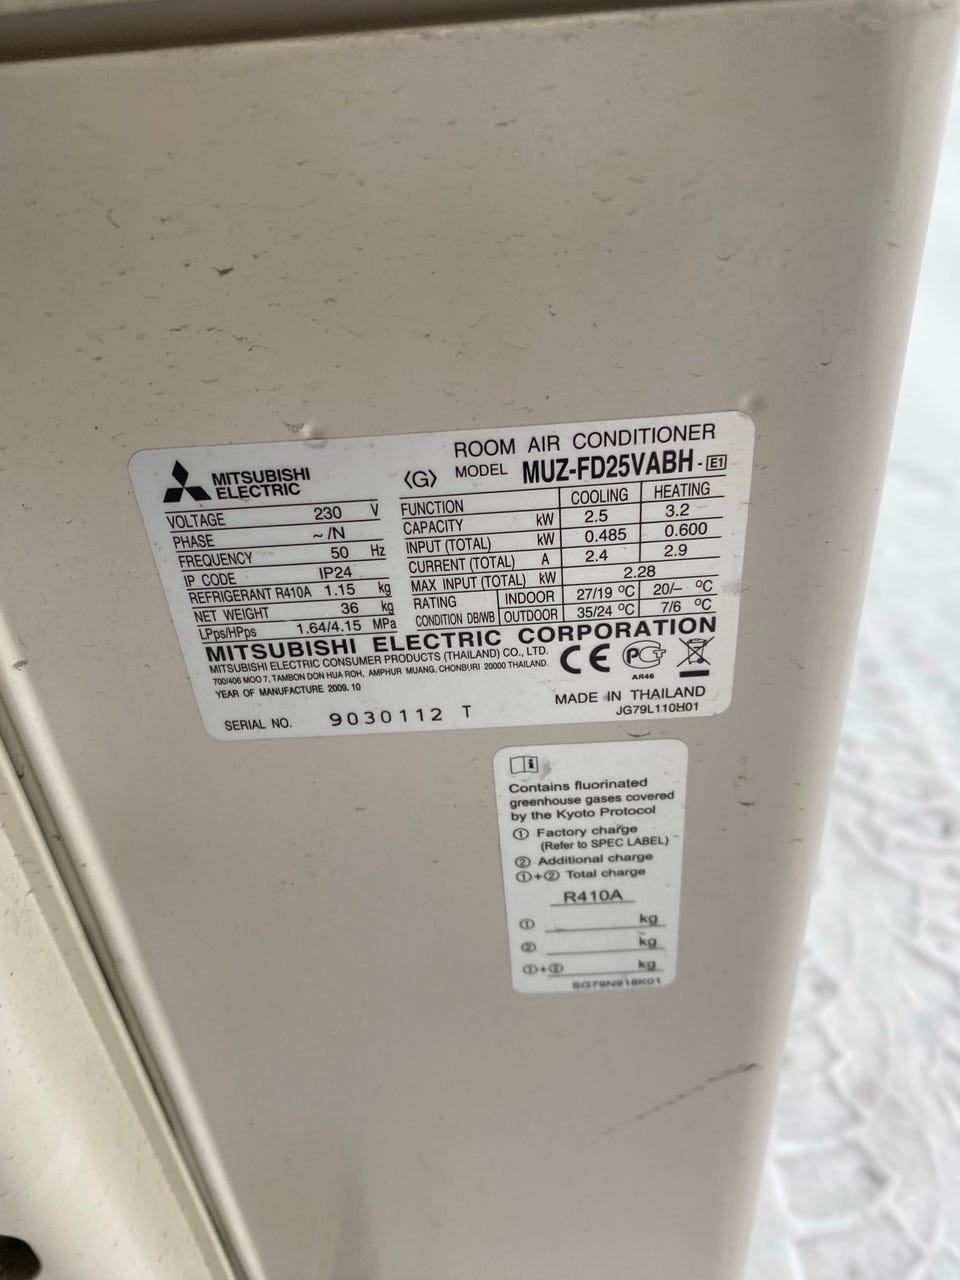 ROOM AIR CONDITIONER
MITSUBISHI
ELECTRIC
⟨G⟩ MODEL MUZ-FD25VABH - E1
VOLTAGE 230 V
PHASE ~ /N
FREQUENCY 50 Hz
IP CODE IP24
REFRIGERANT R410A 1.15 kg
NET WEIGHT 36 kg
LPps/HPps 1.64/4.15 MPa
FUNCTION COOLING HEATING
CAPACITY kW 2.5 3.2
INPUT (TOTAL) kW 0.485 0.600
CURRENT (TOTAL) A 2.4 2.9
MAX INPUT (TOTAL) kW 2.28
RATING INDOOR 27/19 °C 20/– °C
CONDITION DB/WB OUTDOOR 35/24 °C 7/6 °C
MITSUBISHI ELECTRIC CORPORATION
MITSUBISHI ELECTRIC CONSUMER PRODUCTS (THAILAND) CO., LTD.
700/406 MOO 7, TAMBON DON HUA ROH, AMPHUR MUANG, CHONBURI 20000 THAILAND.
YEAR OF MANUFACTURE 2009. 10
CE
AR46
SERIAL NO. 9030112 T
MADE IN THAILAND
JG79L110H01
i
Contains fluorinated
greenhouse gases covered
by the Kyoto Protocol
① Factory charge
(Refer to SPEC LABEL)
② Additional charge
①+② Total charge
R410A
① kg
② kg
①+② kg
SG79N918K01